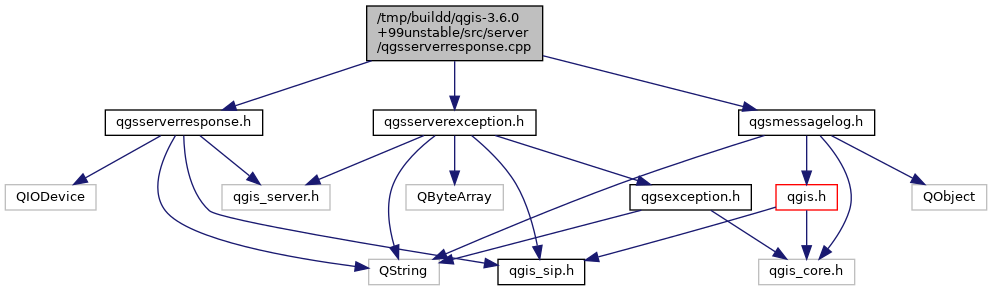 /tmp/buildd/qgis-3.6.0
+99unstable/src/server
/qgsserverresponse.cpp
qgsserverresponse.h
qgsserverexception.h
qgsmessagelog.h
QIODevice
qgis_server.h
QByteArray
qgsexception.h
qgis.h
QObject
QString
qgis_sip.h
qgis_core.h